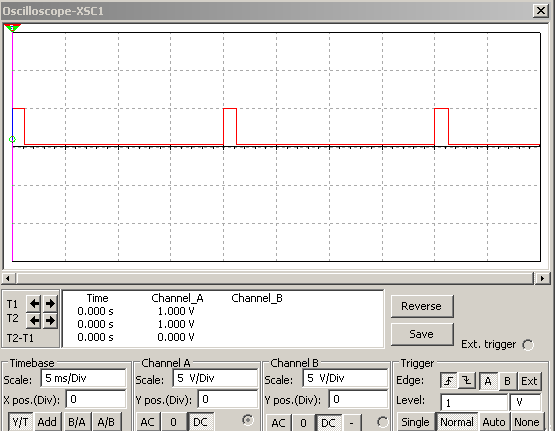 Oscilloscope-XSC1
Time Channel_A Channel_B
T1 0.000 s 1.000 V
T2 0.000 s 1.000 V
T2-T1 0.000 s 0.000 V
Reverse
Save
Ext. trigger
Timebase Channel A Channel B Trigger
Scale: 5 ms/Div Scale: 5 V/Div Scale: 5 V/Div Edge: A B Ext
X pos.(Div): 0 Y pos.(Div): 0 Y pos.(Div): 0 Level: 1 V
Y/T Add B/A A/B AC 0 DC AC 0 DC - Single Normal Auto None